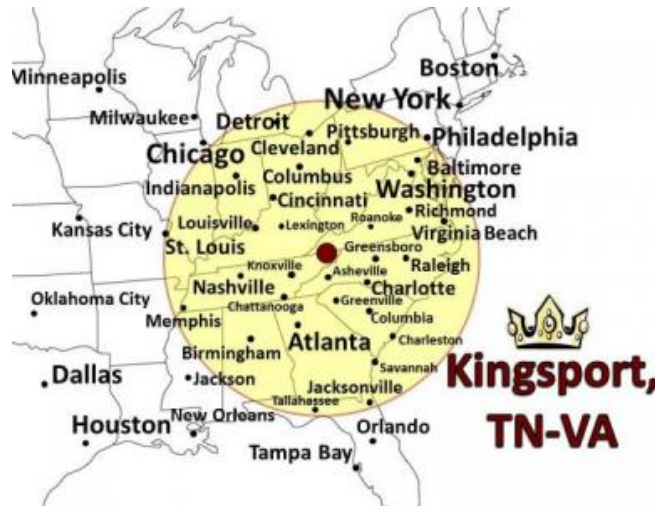 Boston
Minneapolis
New York
Milwaukee
Detroit
Pittsburgh
Philadelphia
Chicago
Cleveland
Baltimore
Columbus
Indianapolis
Washington
Cincinnati
Richmond
Louisville
Lexington
Roanoke
Kansas City
Virginia Beach
St. Louis
Greensboro
Knoxville
Asheville
Raleigh
Nashville
Charlotte
Oklahoma City
Chattanooga
Greenville
Memphis
Columbia
Atlanta
Charleston
Birmingham
Savannah
Dallas
Jackson
Jacksonville
Kingsport,
Tallahassee
New Orleans
Houston
Orlando
TN-VA
Tampa Bay